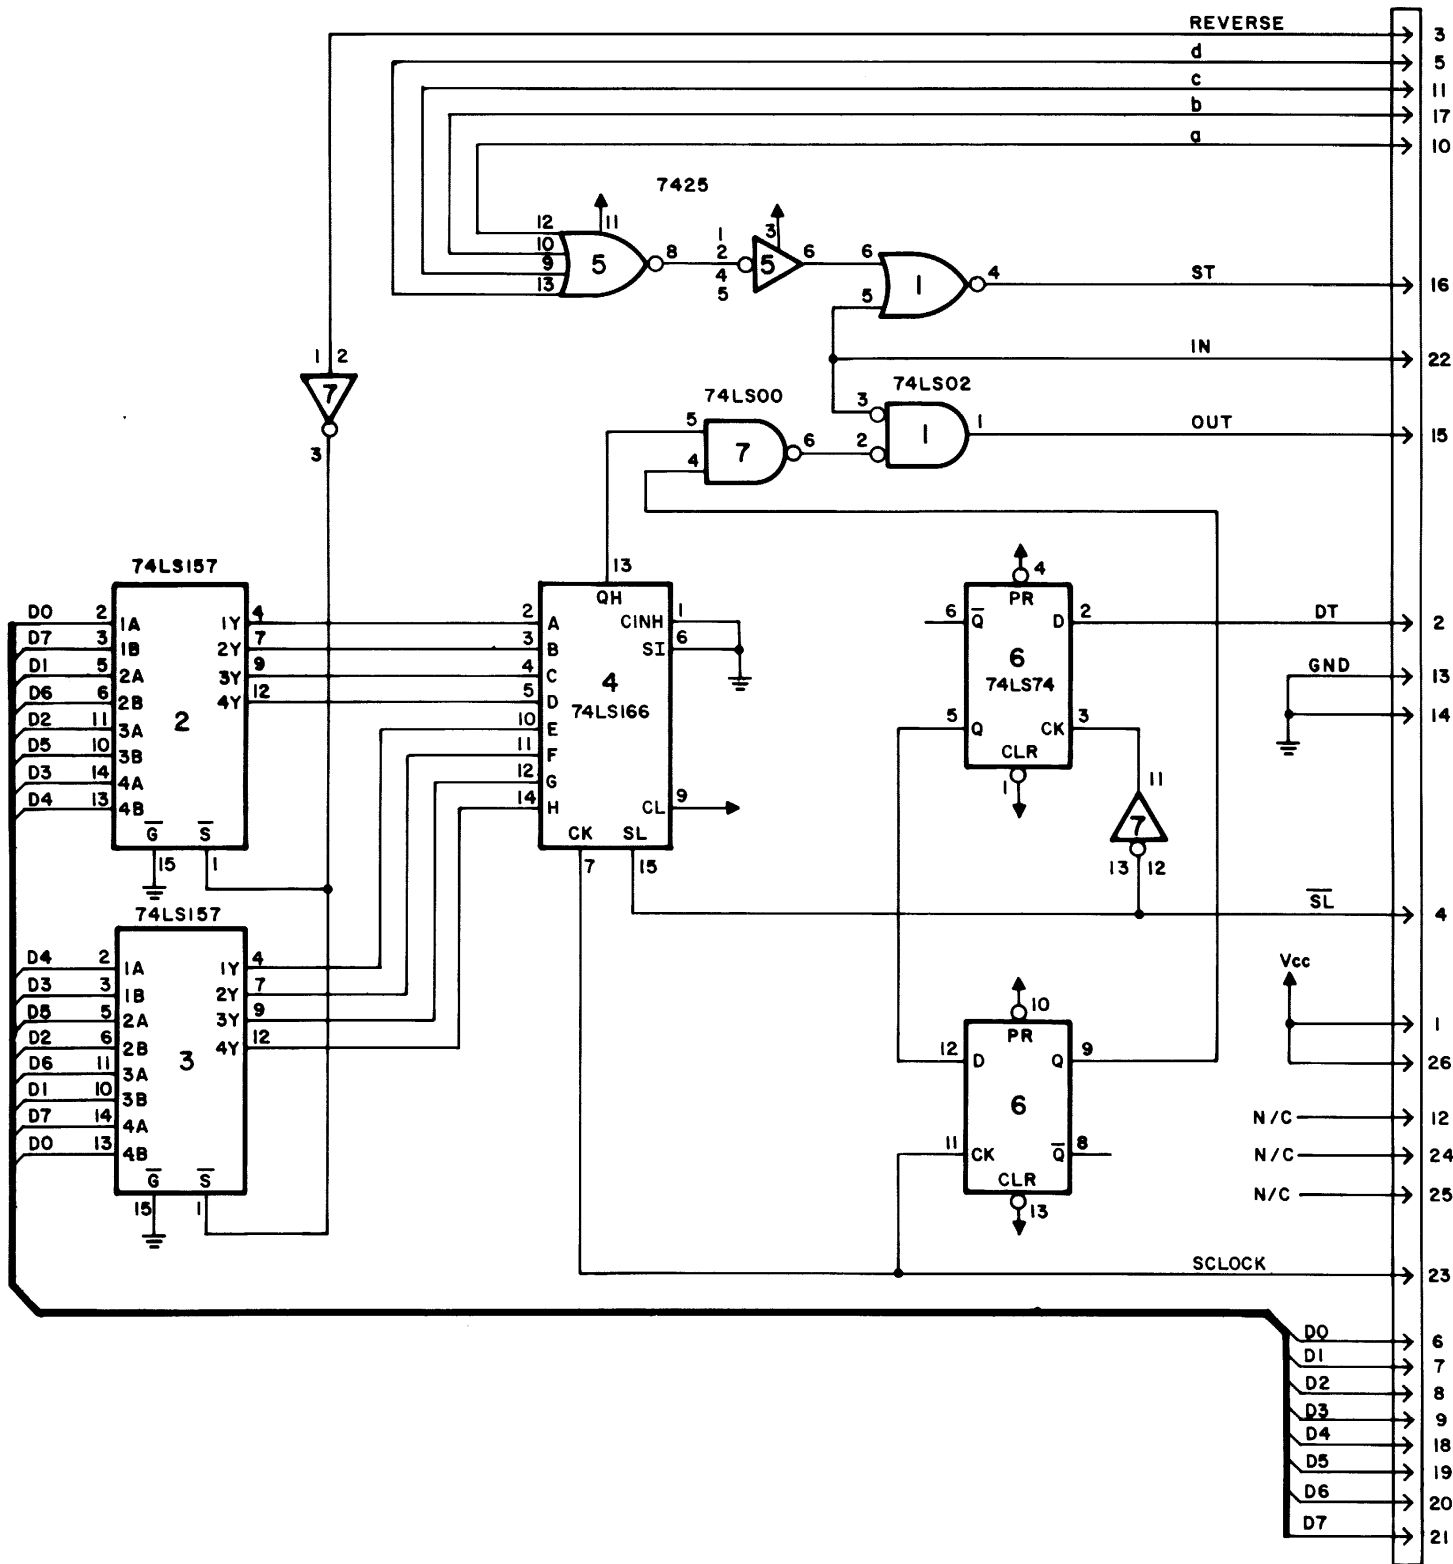 REVERSE 3
d 5
c 11
b 17
a 10
7425
12 11
10
9 5 8
13
1
2
4
5
3
5 6
6
5 1 4 ST 16
IN 22
1 2
7
3
74LS00
74LS02
5
4 7 6
3
2 1 1 OUT 15
74LS157
D0 2 1A 1Y 4
D7 3 1B 2Y 7
D1 5 2A 3Y 9
D6 6 2B 4Y 12
D2 11 3A
D5 10 3B
D3 14 4A
D4 13 4B
2
G S
15 1
13
QH
2 A CINH 1
3 B SI 6
4 C
5 D
10 E
11 F
12 G
14 H CL 9
4
74LS166
CK SL
7 15
4
PR
6 Q D 2 DT 2
6
74LS74
5 Q CK 3
CLR
1
GND 13
14
11
7
13 12
SL 4
74LS157
D4 2 1A 1Y 4
D3 3 1B 2Y 7
D5 5 2A 3Y 9
D2 6 2B 4Y 12
D6 11 3A
D1 10 3B
D7 14 4A
D0 13 4B
3
G S
15 1
10
PR
12 D Q 9
6
11 CK Q 8
CLR
13
Vcc
1
26
N/C 12
N/C 24
N/C 25
SCLOCK 23
D0 6
D1 7
D2 8
D3 9
D4 18
D5 19
D6 20
D7 21